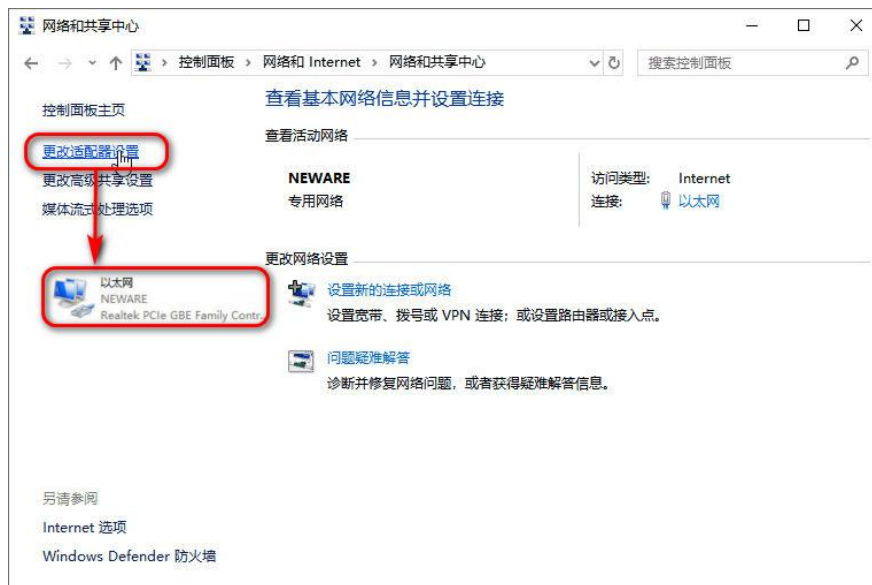 网络和共享中心
控制面板 › 网络和 Internet › 网络和共享中心
搜索控制面板
控制面板主页
更改适配器设置
更改高级共享设置
媒体流式处理选项
以太网
NEWARE
Realtek PCIe GBE Family Contr...
查看基本网络信息并设置连接
查看活动网络
NEWARE
专用网络
访问类型: Internet
连接: 以太网
更改网络设置
设置新的连接或网络
设置宽带、拨号或 VPN 连接；或设置路由器或接入点。
问题疑难解答
诊断并修复网络问题，或者获得疑难解答信息。
另请参阅
Internet 选项
Windows Defender 防火墙